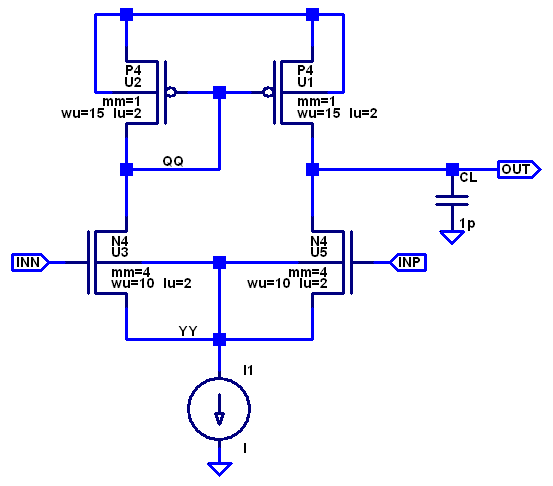 P4
U2
mm=1
wu=15 lu=2
P4
U1
mm=1
wu=15 lu=2
QQ
OUT
CL
1p
INN
N4
U3
mm=4
wu=10 lu=2
N4
U5
mm=4
wu=10 lu=2
INP
YY
I1
I